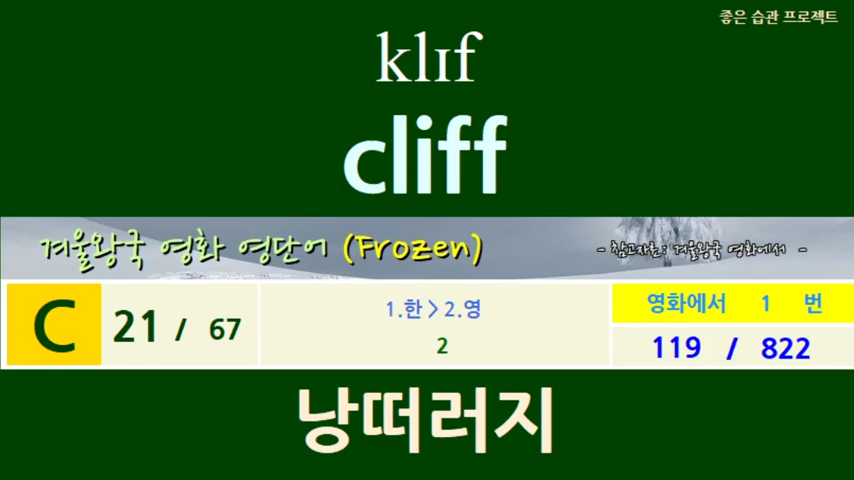 좋은 습관 프로젝트
klɪf
cliff
겨울왕국 영화 영단어 (Frozen)
- 참고자료: 겨울왕국 영화에서 -
C 21 / 67
1.한 > 2.영
2
영화에서 1 번
119 / 822
낭떠러지